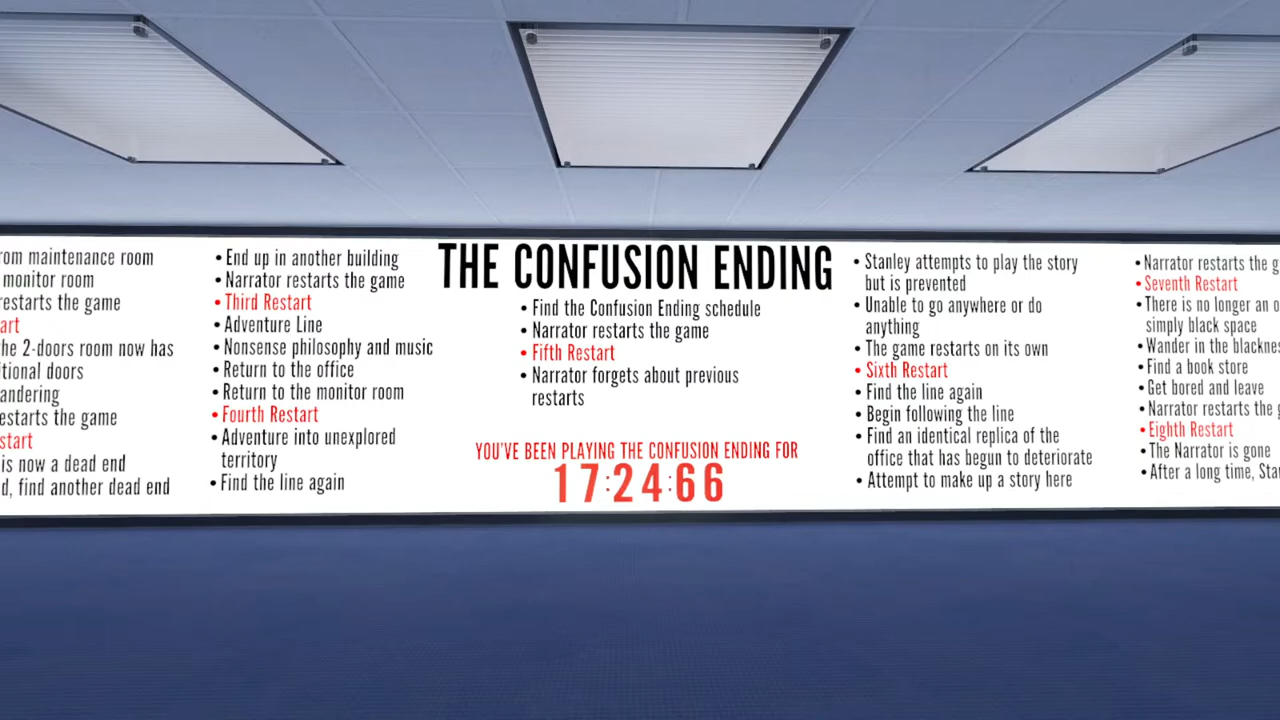 rom maintenance room
monitor room
restarts the game
art
he 2-doors room now has
tional doors
andering
estarts the game
start
is now a dead end
d, find another dead end
• End up in another building
• Narrator restarts the game
• Third Restart
• Adventure Line
• Nonsense philosophy and music
• Return to the office
• Return to the monitor room
• Fourth Restart
• Adventure into unexplored
territory
• Find the line again
THE CONFUSION ENDING
• Find the Confusion Ending schedule
• Narrator restarts the game
• Fifth Restart
• Narrator forgets about previous
restarts
YOU'VE BEEN PLAYING THE CONFUSION ENDING FOR
17:24:66
• Stanley attempts to play the story
but is prevented
• Unable to go anywhere or do
anything
• The game restarts on its own
• Sixth Restart
• Find the line again
• Begin following the line
• Find an identical replica of the
office that has begun to deteriorate
• Attempt to make up a story here
• Narrator restarts the g
• Seventh Restart
• There is no longer an o
simply black space
• Wander in the blacknes
• Find a book store
• Get bored and leave
• Narrator restarts the g
• Eighth Restart
• The Narrator is gone
• After a long time, Sta